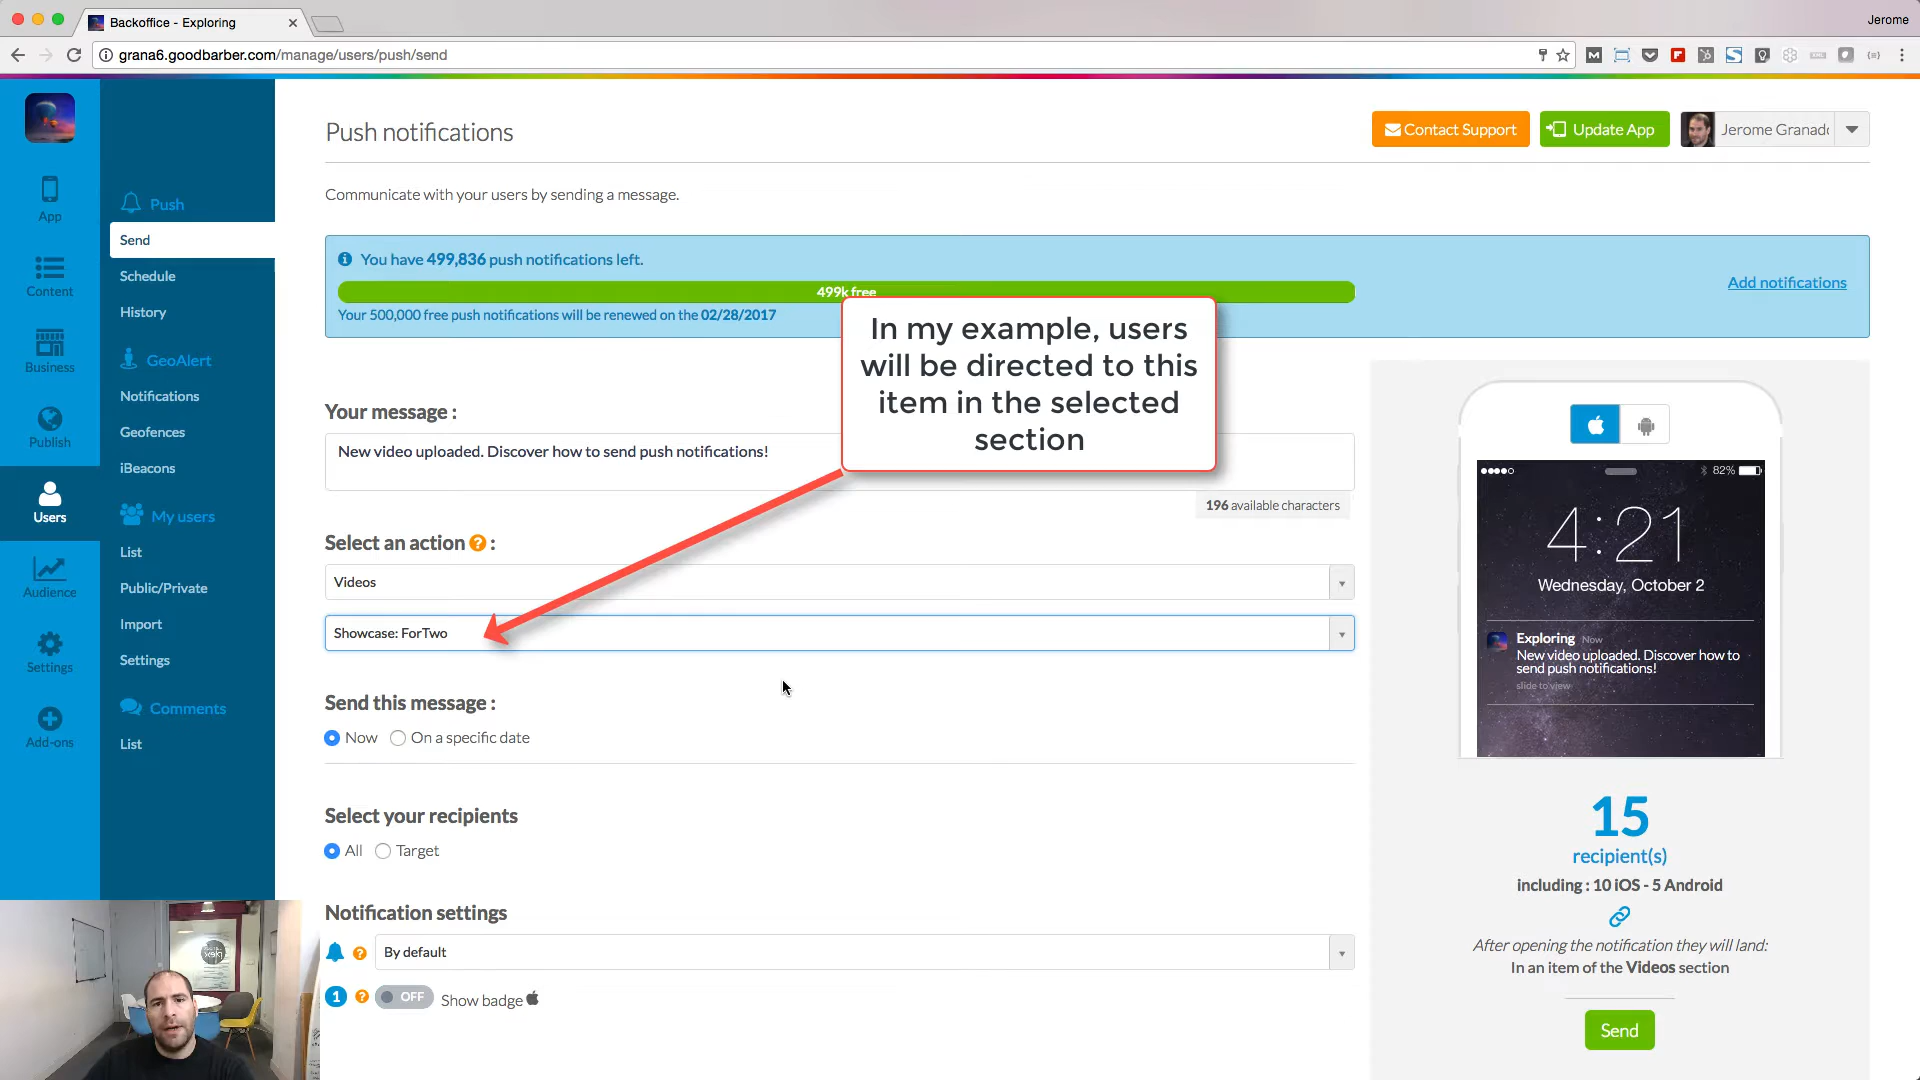 Backoffice - Exploring
Jerome
grana6.goodbarber.com/manage/users/push/send
Push notifications
Contact Support
Update App
Jerome Granad
Communicate with your users by sending a message.
You have 499,836 push notifications left.
499k free
Your 500,000 free push notifications will be renewed on the 02/28/2017
Add notifications
In my example, users
will be directed to this
item in the selected
section
App
Content
Business
Publish
Users
Audience
Settings
Add-ons
Push
Send
Schedule
History
GeoAlert
Notifications
Geofences
iBeacons
My users
List
Public/Private
Import
Settings
Comments
List
Your message :
New video uploaded. Discover how to send push notifications!
196 available characters
Select an action ? :
Videos
Showcase: ForTwo
Send this message :
Now On a specific date
Select your recipients
All Target
Notification settings
? By default
1 ? OFF Show badge
82%
4:21
Wednesday, October 2
Exploring Now
New video uploaded. Discover how to
send push notifications!
slide to view
15
recipient(s)
including : 10 iOS - 5 Android
After opening the notification they will land:
In an item of the Videos section
Send